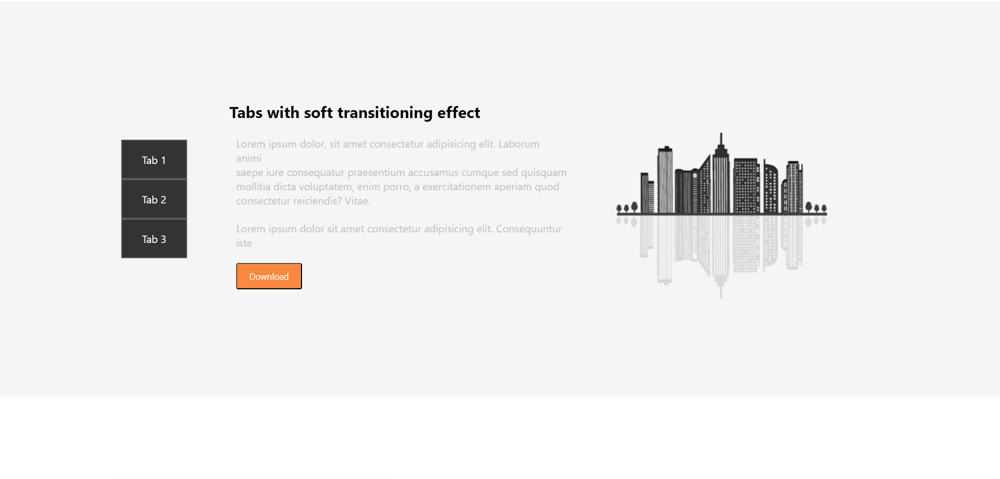 Tabs with soft transitioning effect
Tab 1
Tab 2
Tab 3
Lorem ipsum dolor, sit amet consectetur adipisicing elit. Laborum
animi
saepe iure consequatur praesentium accusamus cumque sed quisquam
mollitia dicta voluptatem, enim porro, a exercitationem aperiam quod
consectetur reiciendis? Vitae.
Lorem ipsum dolor sit amet consectetur adipisicing elit. Consequuntur
iste
Download